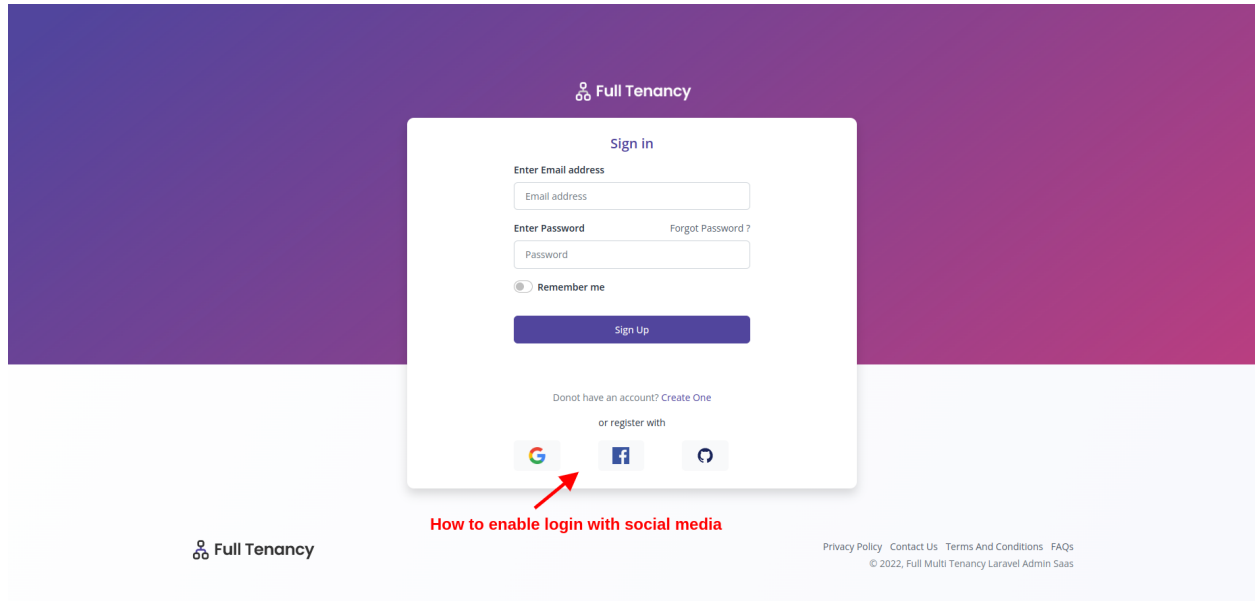 Full Tenancy
Sign in
Enter Email address
Email address
Enter Password Forgot Password ?
Password
Remember me
Sign Up
Donot have an account? Create One
or register with
How to enable login with social media
Full Tenancy
Privacy Policy Contact Us Terms And Conditions FAQs
© 2022, Full Multi Tenancy Laravel Admin Saas